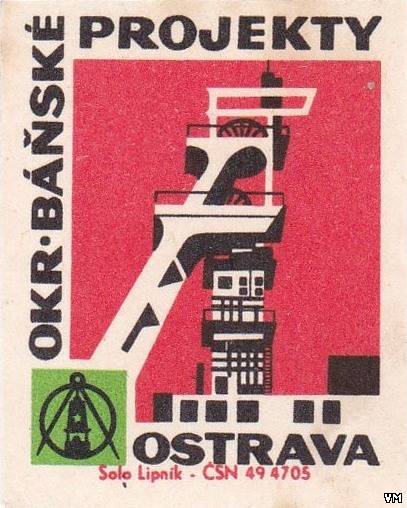 OKR·BÁŇSKÉ
PROJEKTY
OSTRAVA
Solo Lipník - ČSN 49 4705
VM